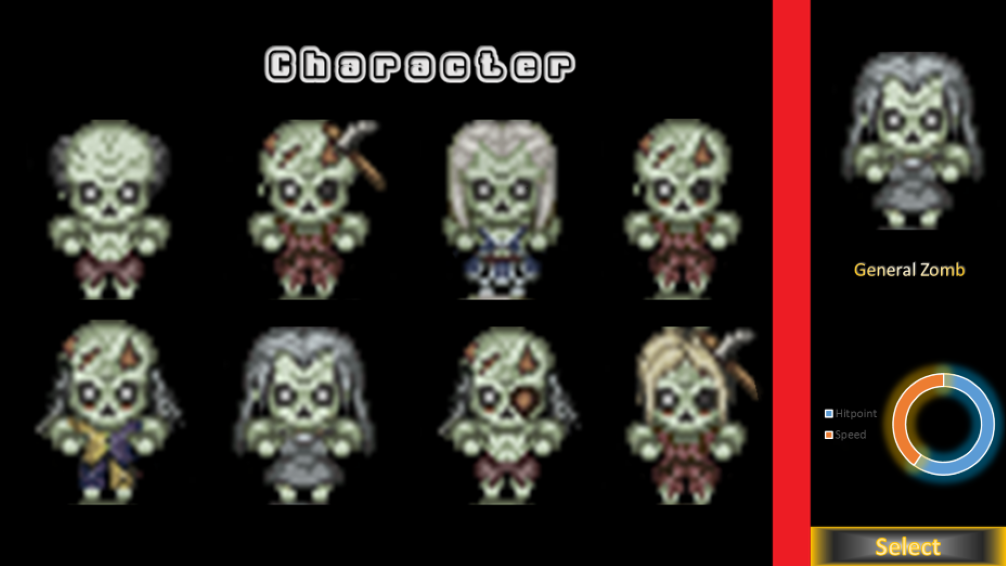 Character
General Zomb
Hitpoint
Speed
Select